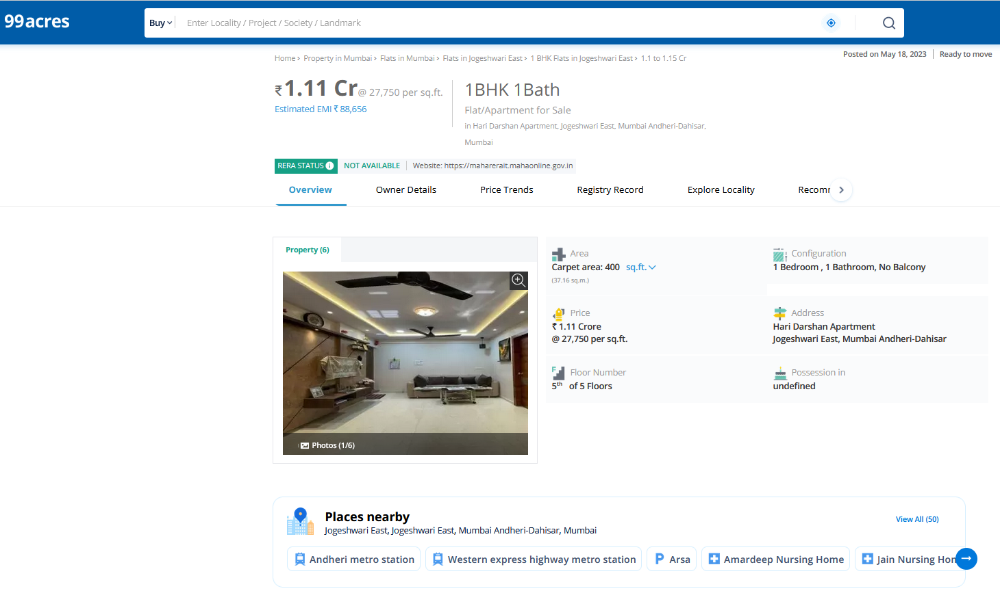 99acres
Buy
Enter Locality / Project / Society / Landmark
Home > Property in Mumbai > Flats in Mumbai > Flats in Jogeshwari East > 1 BHK Flats in Jogeshwari East > 1.1 to 1.15 Cr
Posted on May 18, 2023 | Ready to move
₹1.11 Cr@ 27,750 per sq.ft.
Estimated EMI ₹ 88,656
1BHK 1Bath
Flat/Apartment for Sale
in Hari Darshan Apartment, Jogeshwari East, Mumbai Andheri-Dahisar,
Mumbai
RERA STATUS NOT AVAILABLE Website: https://maharerait.mahaonline.gov.in
Overview Owner Details Price Trends Registry Record Explore Locality Recom
Property (6)
Photos (1/6)
Area
Carpet area: 400 sq.ft.
(37.16 sq.m.)
Configuration
1 Bedroom , 1 Bathroom, No Balcony
Price
₹ 1.11 Crore
@ 27,750 per sq.ft.
Address
Hari Darshan Apartment
Jogeshwari East, Mumbai Andheri-Dahisar
Floor Number
5th of 5 Floors
Possession in
undefined
Places nearby
Jogeshwari East, Jogeshwari East, Mumbai Andheri-Dahisar, Mumbai
View All (50)
Andheri metro station
Western express highway metro station
Arsa
Amardeep Nursing Home
Jain Nursing Hom